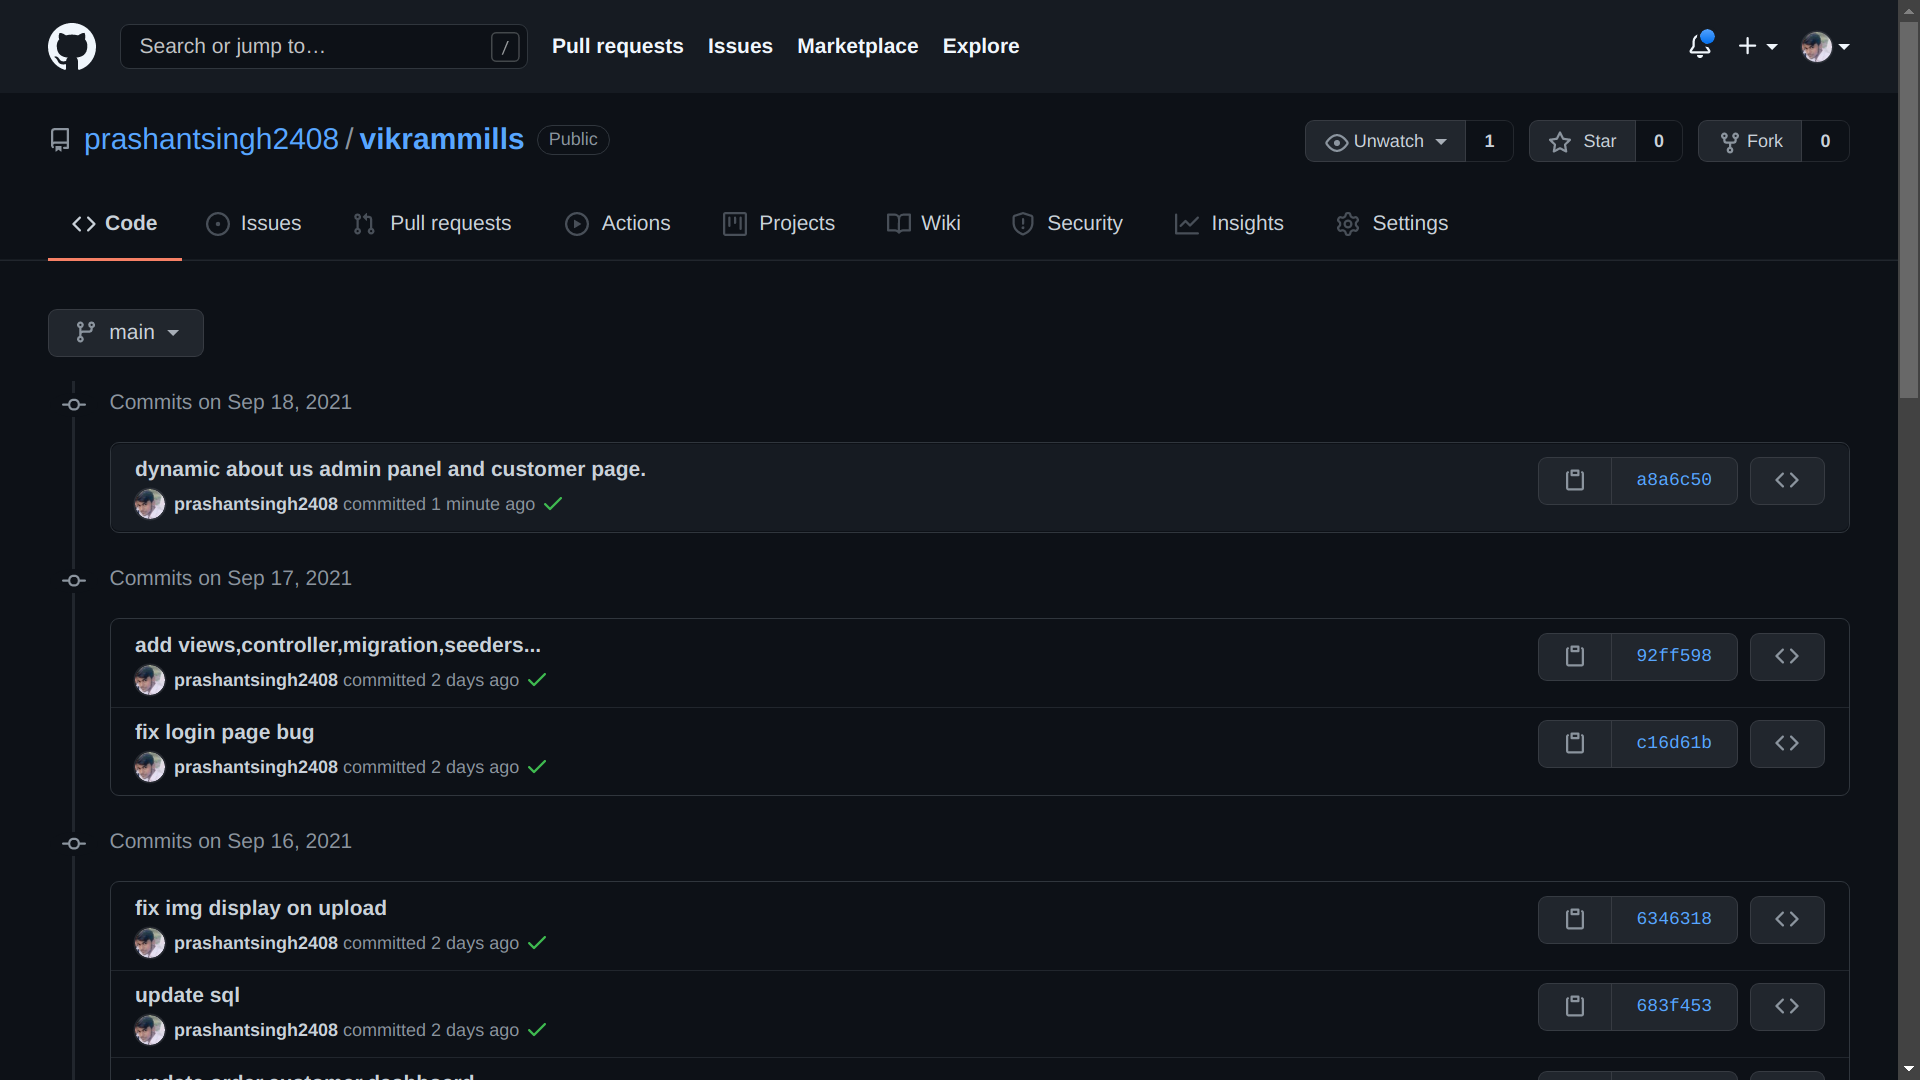 Search or jump to… /
Pull requests Issues Marketplace Explore
prashantsingh2408 / vikrammills Public
Unwatch 1 Star 0 Fork 0
Code Issues Pull requests Actions Projects Wiki Security Insights Settings
main
Commits on Sep 18, 2021
dynamic about us admin panel and customer page.
prashantsingh2408 committed 1 minute ago
a8a6c50
Commits on Sep 17, 2021
add views,controller,migration,seeders...
prashantsingh2408 committed 2 days ago
92ff598
fix login page bug
prashantsingh2408 committed 2 days ago
c16d61b
Commits on Sep 16, 2021
fix img display on upload
prashantsingh2408 committed 2 days ago
6346318
update sql
prashantsingh2408 committed 2 days ago
683f453
update order customer dashboard